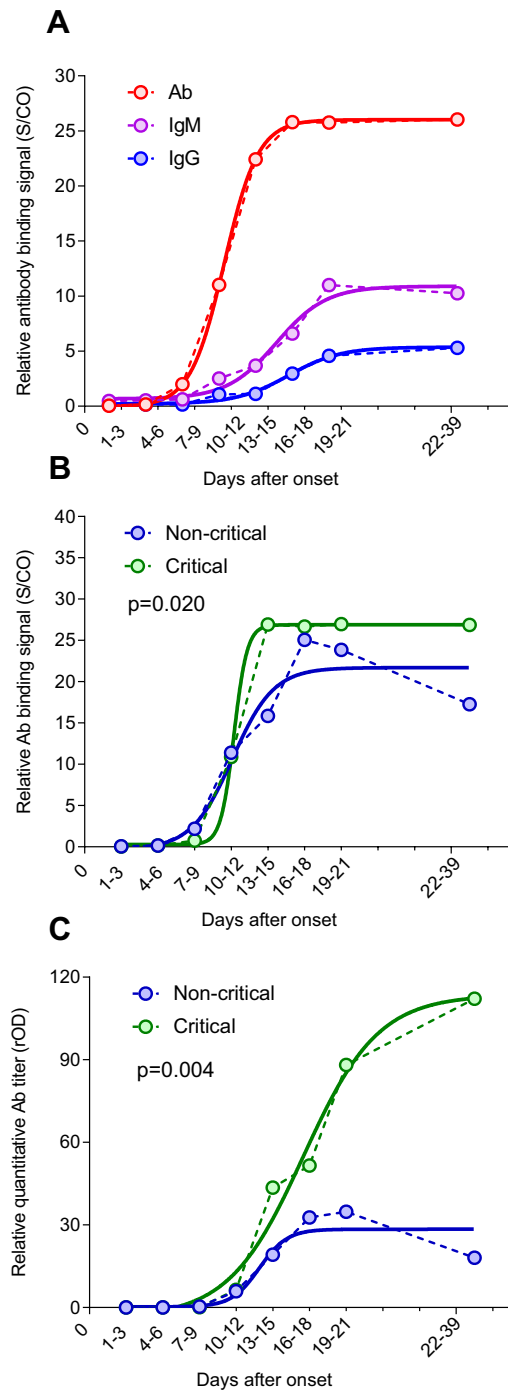 A
Relative antibody binding signal (S/CO)
30
25
20
15
10
5
0
Ab
IgM
IgG
0
1-3
4-6
7-9
10-12
13-15
16-18
19-21
22-39
Days after onset
B
Relative Ab binding signal (S/CO)
40
35
30
25
20
15
10
5
0
Non-critical
Critical
p=0.020
0
1-3
4-6
7-9
10-12
13-15
16-18
19-21
22-39
Days after onset
C
Relative quantitative Ab titer (rOD)
120
90
60
30
0
Non-critical
Critical
p=0.004
0
1-3
4-6
7-9
10-12
13-15
16-18
19-21
22-39
Days after onset